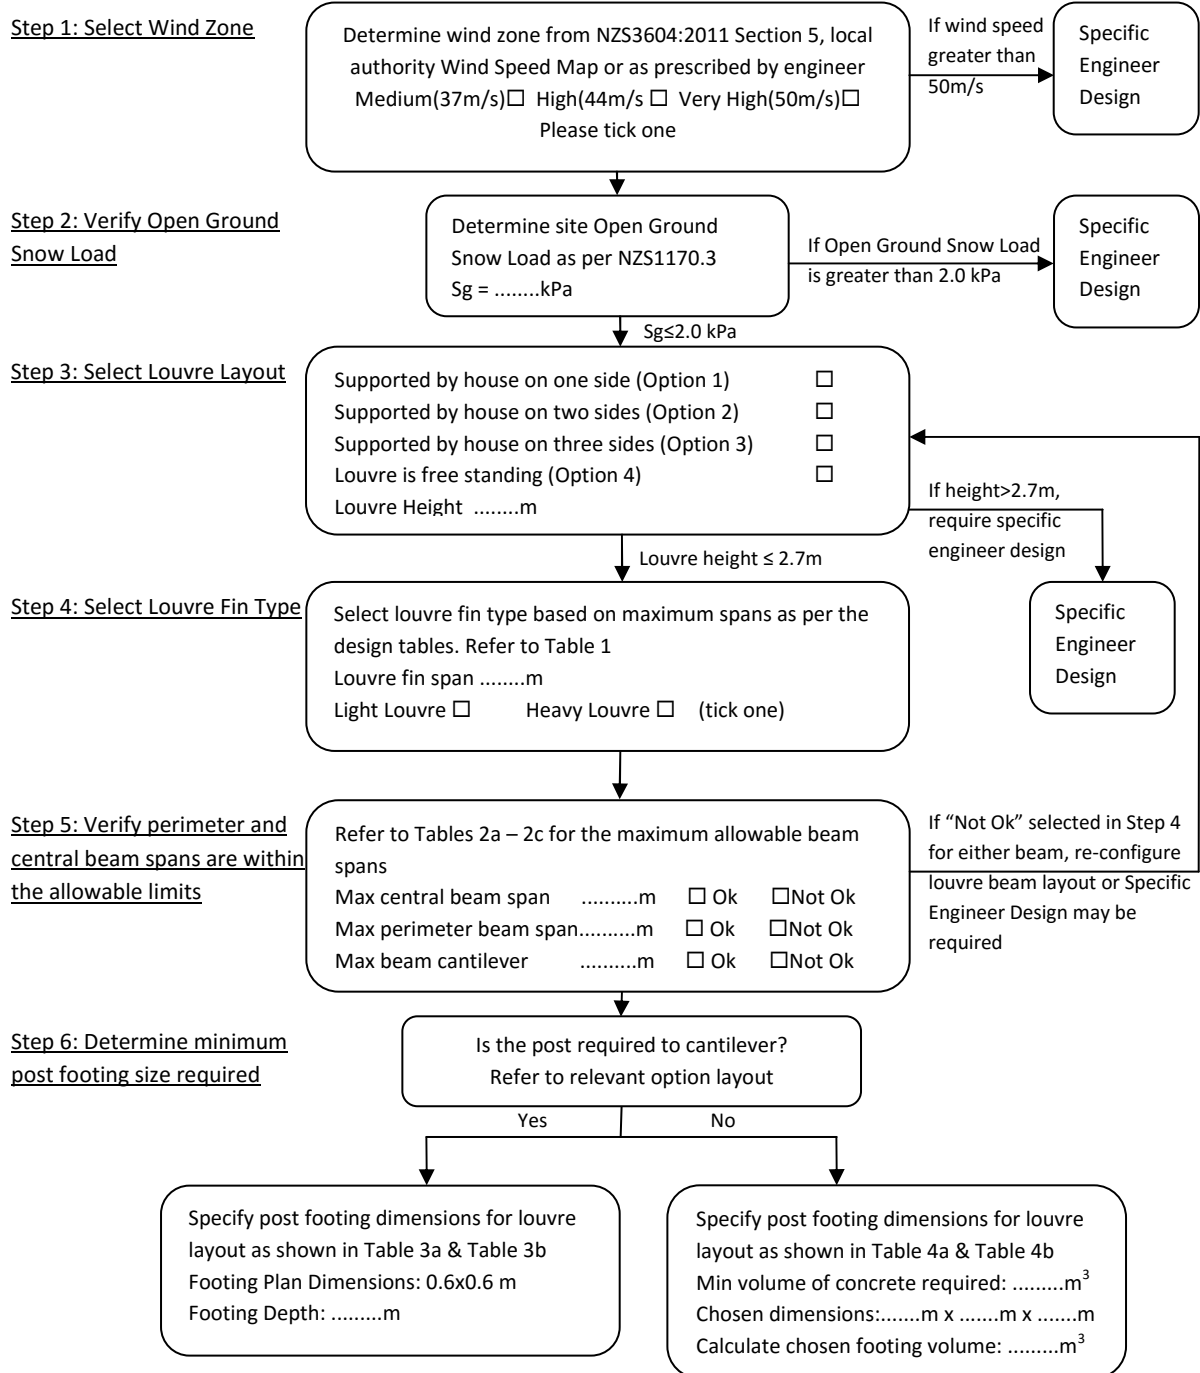 Step 1: Select Wind Zone
Determine wind zone from NZS3604:2011 Section 5, local
authority Wind Speed Map or as prescribed by engineer
Medium(37m/s)☐ High(44m/s ☐ Very High(50m/s)☐
Please tick one
If wind speed
greater than
50m/s
Specific
Engineer
Design
Step 2: Verify Open Ground
Snow Load
Determine site Open Ground
Snow Load as per NZS1170.3
Sg = ........kPa
If Open Ground Snow Load
is greater than 2.0 kPa
Specific
Engineer
Design
Sg≤2.0 kPa
Step 3: Select Louvre Layout
Supported by house on one side (Option 1) ☐
Supported by house on two sides (Option 2) ☐
Supported by house on three sides (Option 3) ☐
Louvre is free standing (Option 4) ☐
Louvre Height ........m
If height>2.7m,
require specific
engineer design
Louvre height ≤ 2.7m
Specific
Engineer
Design
Step 4: Select Louvre Fin Type
Select louvre fin type based on maximum spans as per the
design tables. Refer to Table 1
Louvre fin span ........m
Light Louvre ☐ Heavy Louvre ☐ (tick one)
Step 5: Verify perimeter and
central beam spans are within
the allowable limits
Refer to Tables 2a – 2c for the maximum allowable beam
spans
Max central beam span ..........m ☐ Ok ☐Not Ok
Max perimeter beam span..........m ☐ Ok ☐Not Ok
Max beam cantilever ..........m ☐ Ok ☐Not Ok
If “Not Ok” selected in Step 4
for either beam, re-configure
louvre beam layout or Specific
Engineer Design may be
required
Step 6: Determine minimum
post footing size required
Is the post required to cantilever?
Refer to relevant option layout
Yes
No
Specify post footing dimensions for louvre
layout as shown in Table 3a & Table 3b
Footing Plan Dimensions: 0.6x0.6 m
Footing Depth: .........m
Specify post footing dimensions for louvre
layout as shown in Table 4a & Table 4b
Min volume of concrete required: .........m³
Chosen dimensions:.......m x .......m x .......m
Calculate chosen footing volume: .........m³